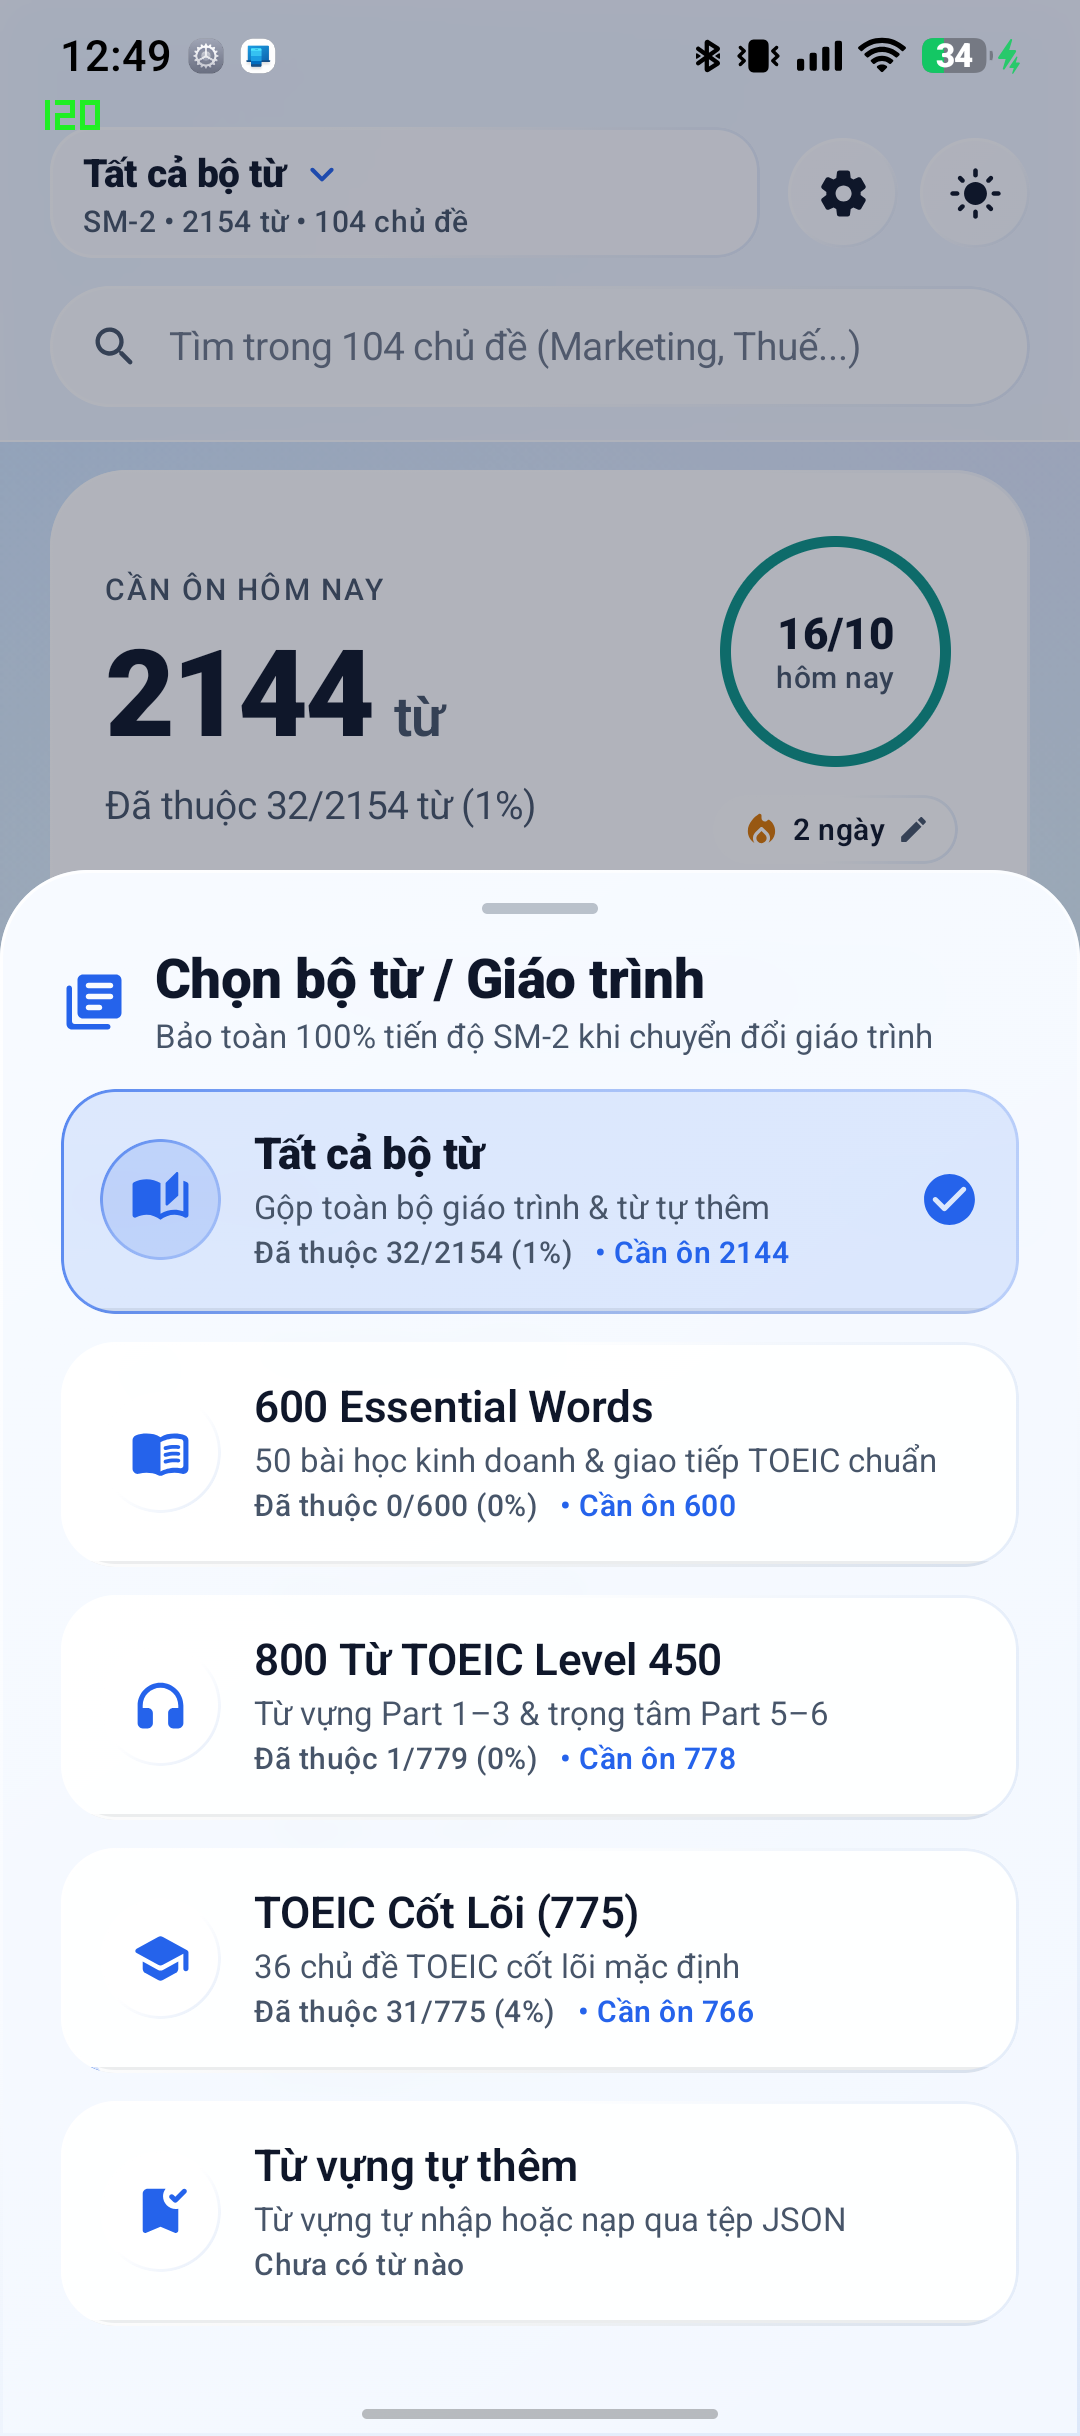 12:49
34
120
Tất cả bộ từ
SM-2 • 2154 từ • 104 chủ đề
Tìm trong 104 chủ đề (Marketing, Thuế...)
CẦN ÔN HÔM NAY
2144 từ
Đã thuộc 32/2154 từ (1%)
16/10
hôm nay
2 ngày
Chọn bộ từ / Giáo trình
Bảo toàn 100% tiến độ SM-2 khi chuyển đổi giáo trình
Tất cả bộ từ
Gộp toàn bộ giáo trình & từ tự thêm
Đã thuộc 32/2154 (1%) • Cần ôn 2144
600 Essential Words
50 bài học kinh doanh & giao tiếp TOEIC chuẩn
Đã thuộc 0/600 (0%) • Cần ôn 600
800 Từ TOEIC Level 450
Từ vựng Part 1–3 & trọng tâm Part 5–6
Đã thuộc 1/779 (0%) • Cần ôn 778
TOEIC Cốt Lõi (775)
36 chủ đề TOEIC cốt lõi mặc định
Đã thuộc 31/775 (4%) • Cần ôn 766
Từ vựng tự thêm
Từ vựng tự nhập hoặc nạp qua tệp JSON
Chưa có từ nào